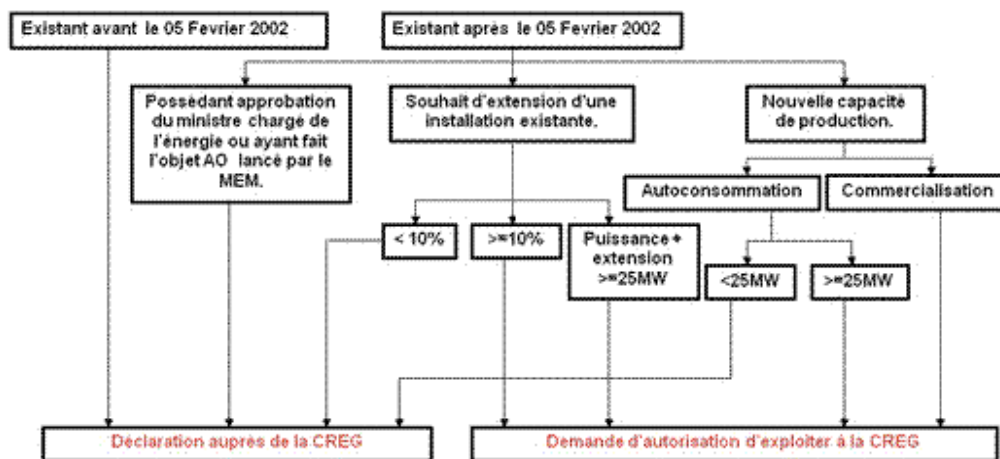 Existant avant le 05 Fevrier 2002
Existant après le 05 Fevrier 2002
Possédant approbation
du ministre chargé de
l'énergie ou ayant fait
l'objet AO lancé par le
MEM.
Souhait d'extension d'une
installation existante.
Nouvelle capacité
de production.
Autoconsommation
Commercialisation
< 10%
>=10%
Puissance +
extension
>=25MW
<25MW
>=25MW
Déclaration auprès de la CREG
Demande d'autorisation d'exploiter à la CREG